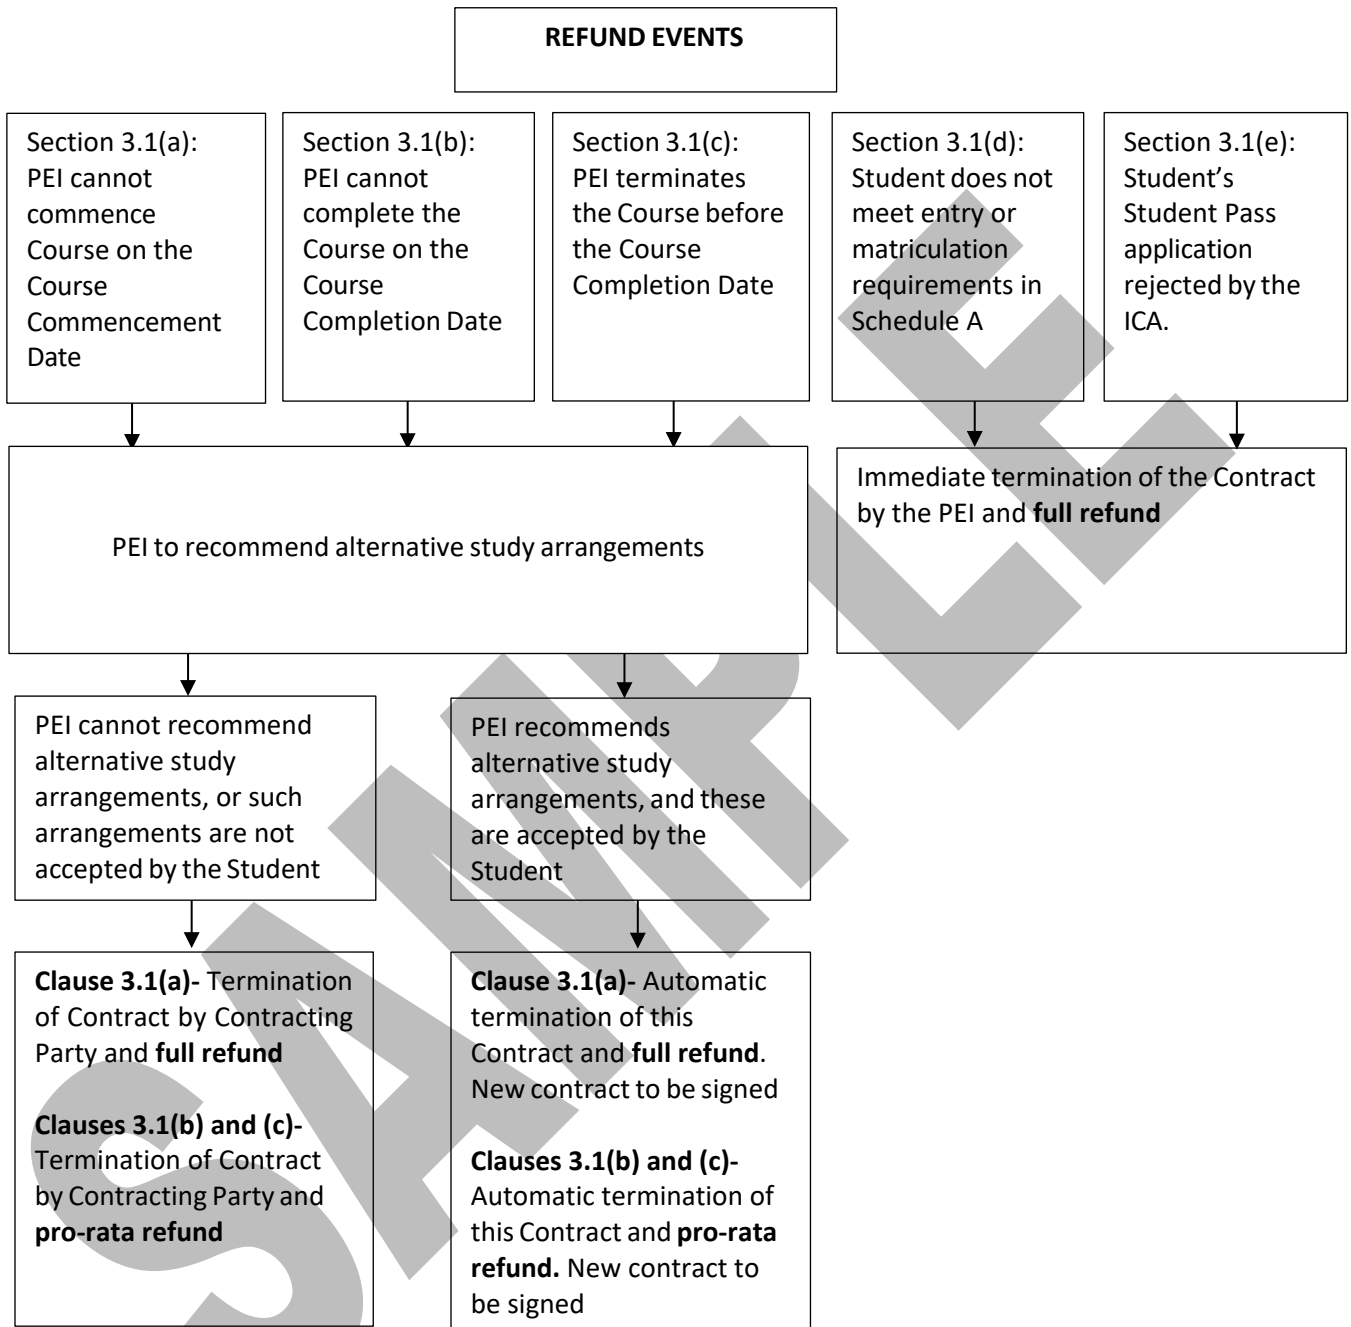 REFUND EVENTS
Section 3.1(a):
PEI cannot
commence
Course on the
Course
Commencement
Date
Section 3.1(b):
PEI cannot
complete the
Course on the
Course
Completion Date
Section 3.1(c):
PEI terminates
the Course before
the Course
Completion Date
Section 3.1(d):
Student does not
meet entry or
matriculation
requirements in
Schedule A
Section 3.1(e):
Student’s
Student Pass
application
rejected by the
ICA.
PEI to recommend alternative study arrangements
Immediate termination of the Contract
by the PEI and full refund
PEI cannot recommend
alternative study
arrangements, or such
arrangements are not
accepted by the Student
PEI recommends
alternative study
arrangements, and these
are accepted by the
Student
Clause 3.1(a)- Termination
of Contract by Contracting
Party and full refund
Clauses 3.1(b) and (c)-
Termination of Contract
by Contracting Party and
pro-rata refund
Clause 3.1(a)- Automatic
termination of this
Contract and full refund.
New contract to be signed
Clauses 3.1(b) and (c)-
Automatic termination of
this Contract and pro-rata
refund. New contract to
be signed
SAMPLE